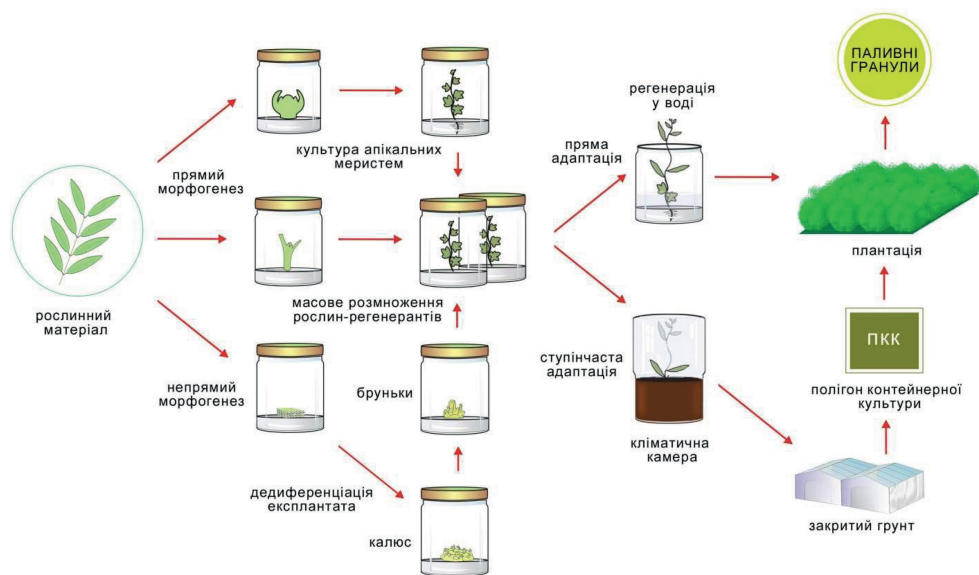 рослинний
матеріал
прямий
морфогенез
непрямий
морфогенез
дедиференціація
експлантата
культура апікальних
меристем
масове розмноження
рослин-регенерантів
бруньки
калюс
пряма
адаптація
регенерація
у воді
ступінчаста
адаптація
кліматична
камера
ПАЛИВНІ
ГРАНУЛИ
плантація
ПКК
полігон контейнерної
культури
закритий грунт